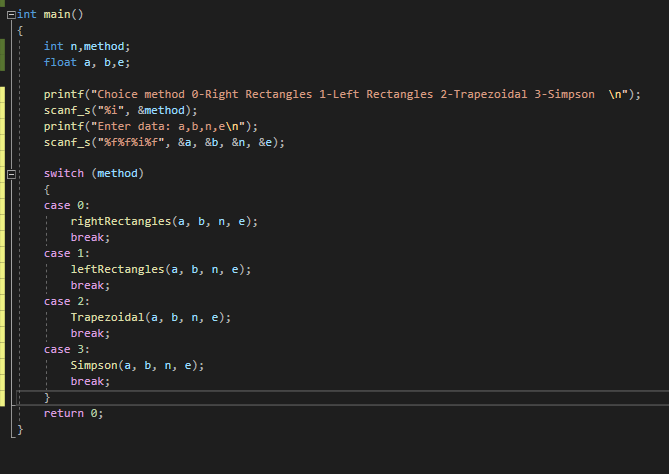 int main()
{
int n,method;
float a, b,e;
printf("Choice method 0-Right Rectangles 1-Left Rectangles 2-Trapezoidal 3-Simpson  \n");
scanf_s("%i", &method);
printf("Enter data: a,b,n,e\n");
scanf_s("%f%f%i%f", &a, &b, &n, &e);
switch (method)
{
case 0:
rightRectangles(a, b, n, e);
break;
case 1:
leftRectangles(a, b, n, e);
break;
case 2:
Trapezoidal(a, b, n, e);
break;
case 3:
Simpson(a, b, n, e);
break;
}
return 0;
}